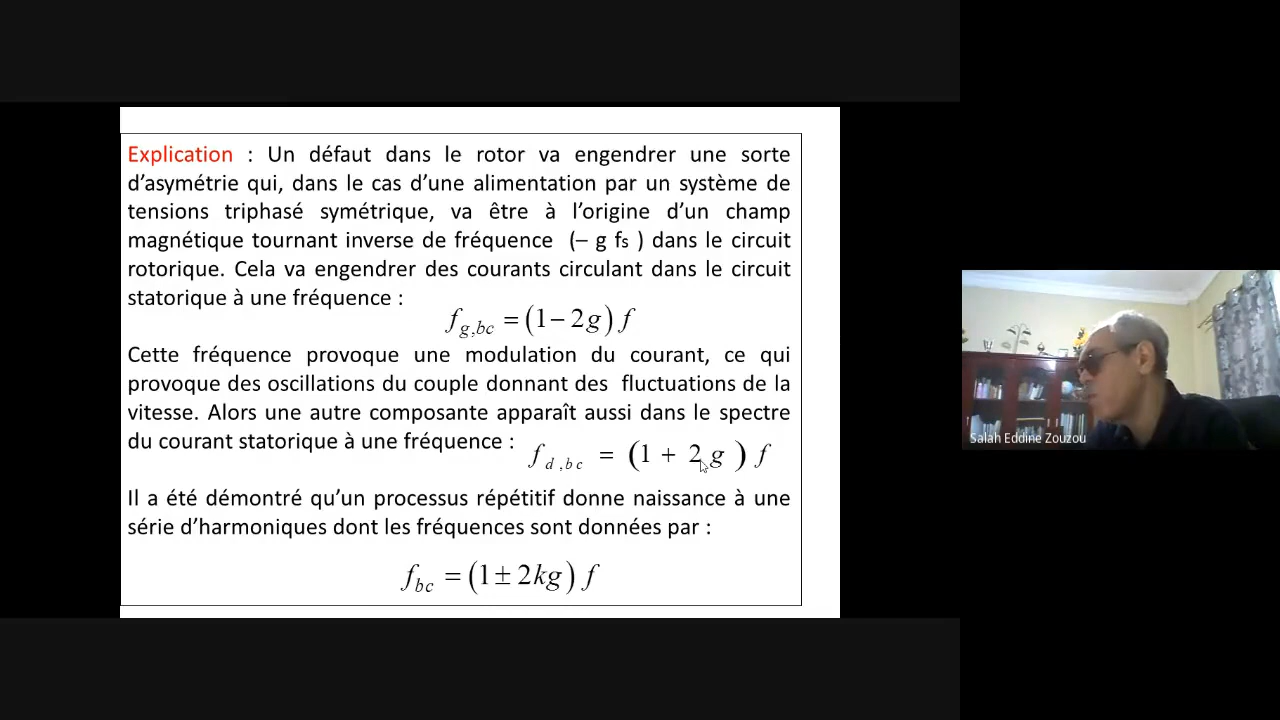 Explication : Un défaut dans le rotor va engendrer une sorte
d’asymétrie qui, dans le cas d’une alimentation par un système de
tensions triphasé symétrique, va être à l’origine d’un champ
magnétique tournant inverse de fréquence (– g fs ) dans le circuit
rotorique. Cela va engendrer des courants circulant dans le circuit
statorique à une fréquence :
f_{g,bc} = (1 – 2g) f
Cette fréquence provoque une modulation du courant, ce qui
provoque des oscillations du couple donnant des fluctuations de la
vitesse. Alors une autre composante apparaît aussi dans le spectre
du courant statorique à une fréquence :
f_{d,bc} = (1 + 2g) f
Il a été démontré qu’un processus répétitif donne naissance à une
série d’harmoniques dont les fréquences sont données par :
f_{bc} = (1 ± 2kg) f
Salah Eddine Zouzou